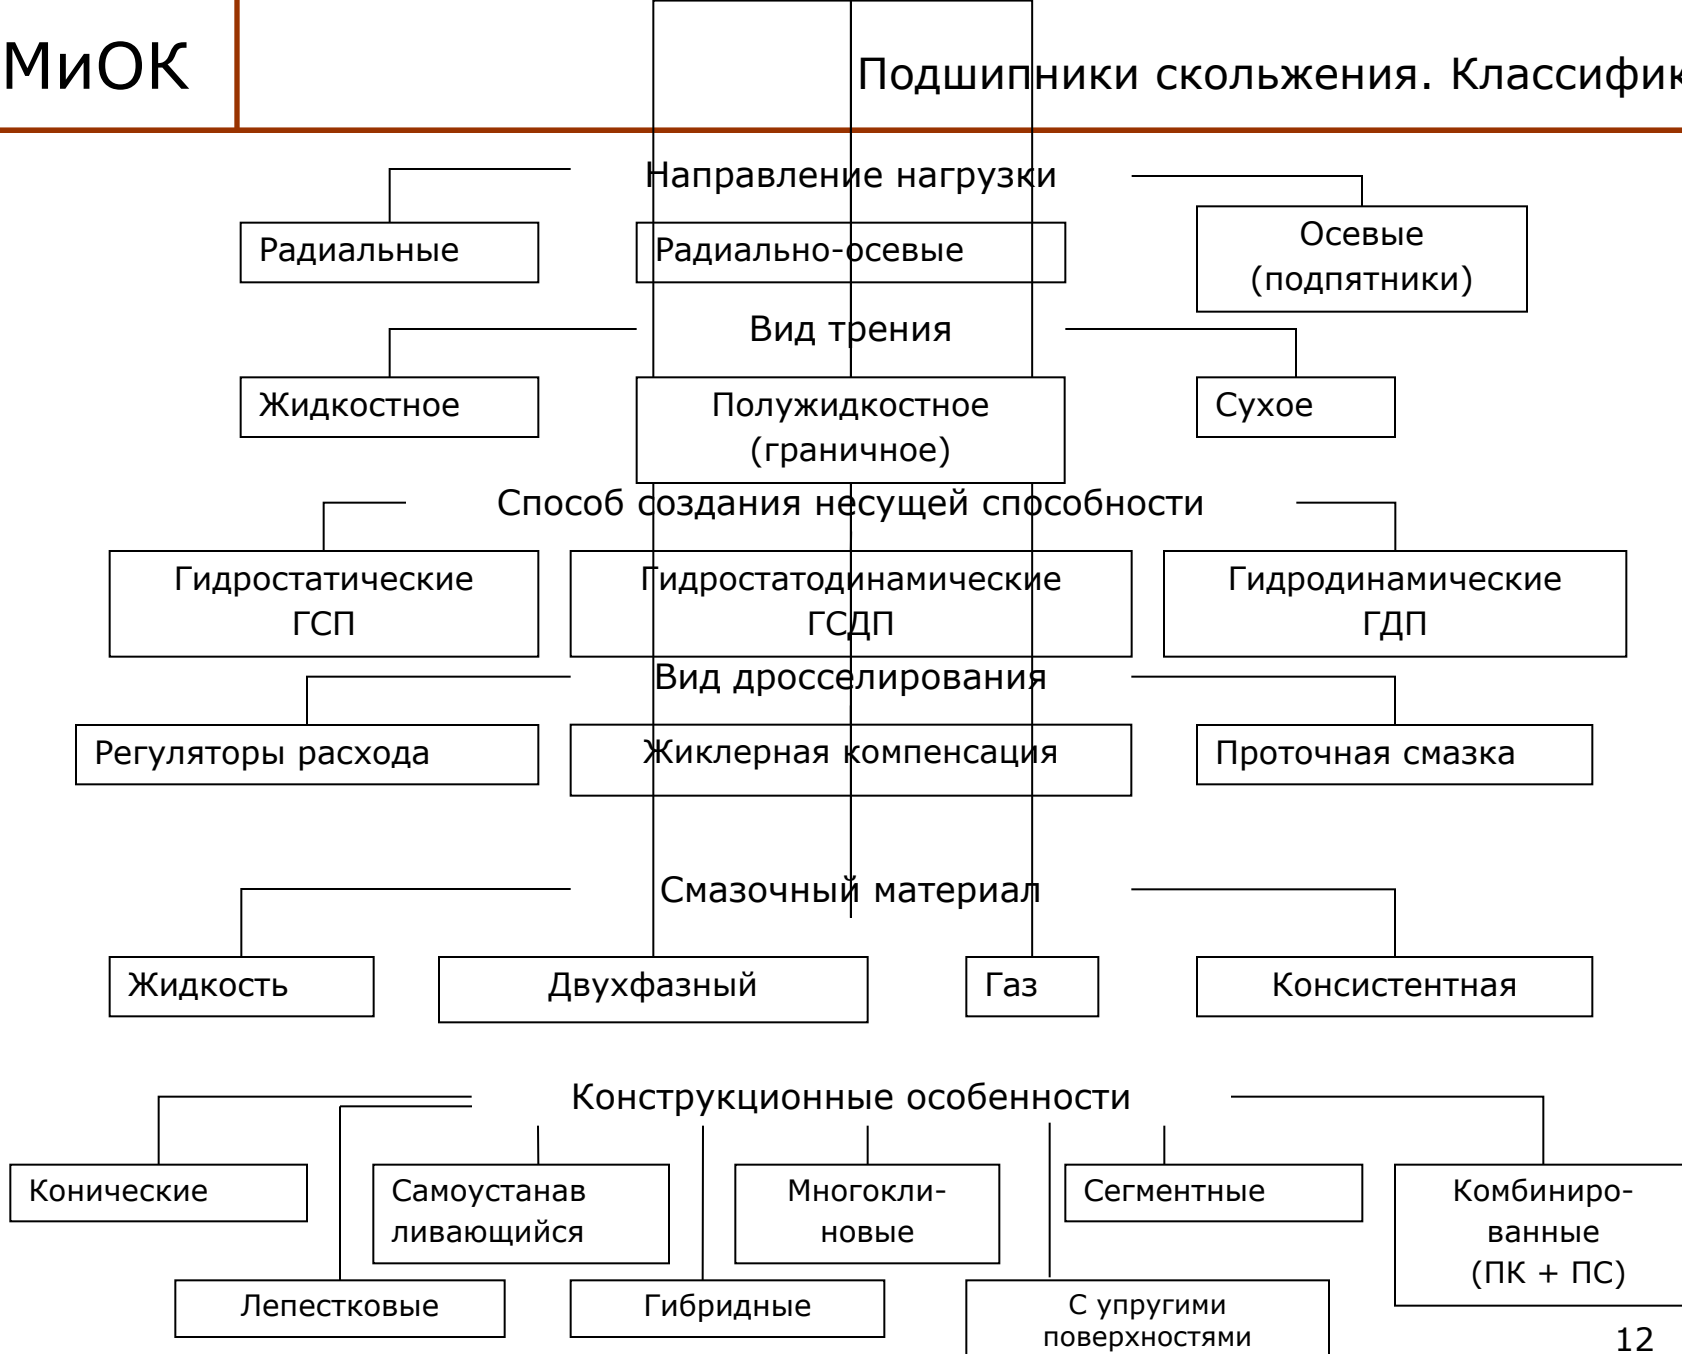 МиОК
Подшипники скольжения. Классифик
Направление нагрузки
Радиальные
Радиально-осевые
Осевые
(подпятники)
Вид трения
Жидкостное
Полужидкостное
(граничное)
Сухое
Способ создания несущей способности
Гидростатические
ГСП
Гидростатодинамические
ГСДП
Гидродинамические
ГДП
Вид дросселирования
Регуляторы расхода
Жиклерная компенсация
Проточная смазка
Смазочный материал
Жидкость
Двухфазный
Газ
Консистентная
Конструкционные особенности
Конические
Самоустанав
ливающийся
Многокли-
новые
Сегментные
Комбиниро-
ванные
(ПК + ПС)
Лепестковые
Гибридные
С упругими
поверхностями
12